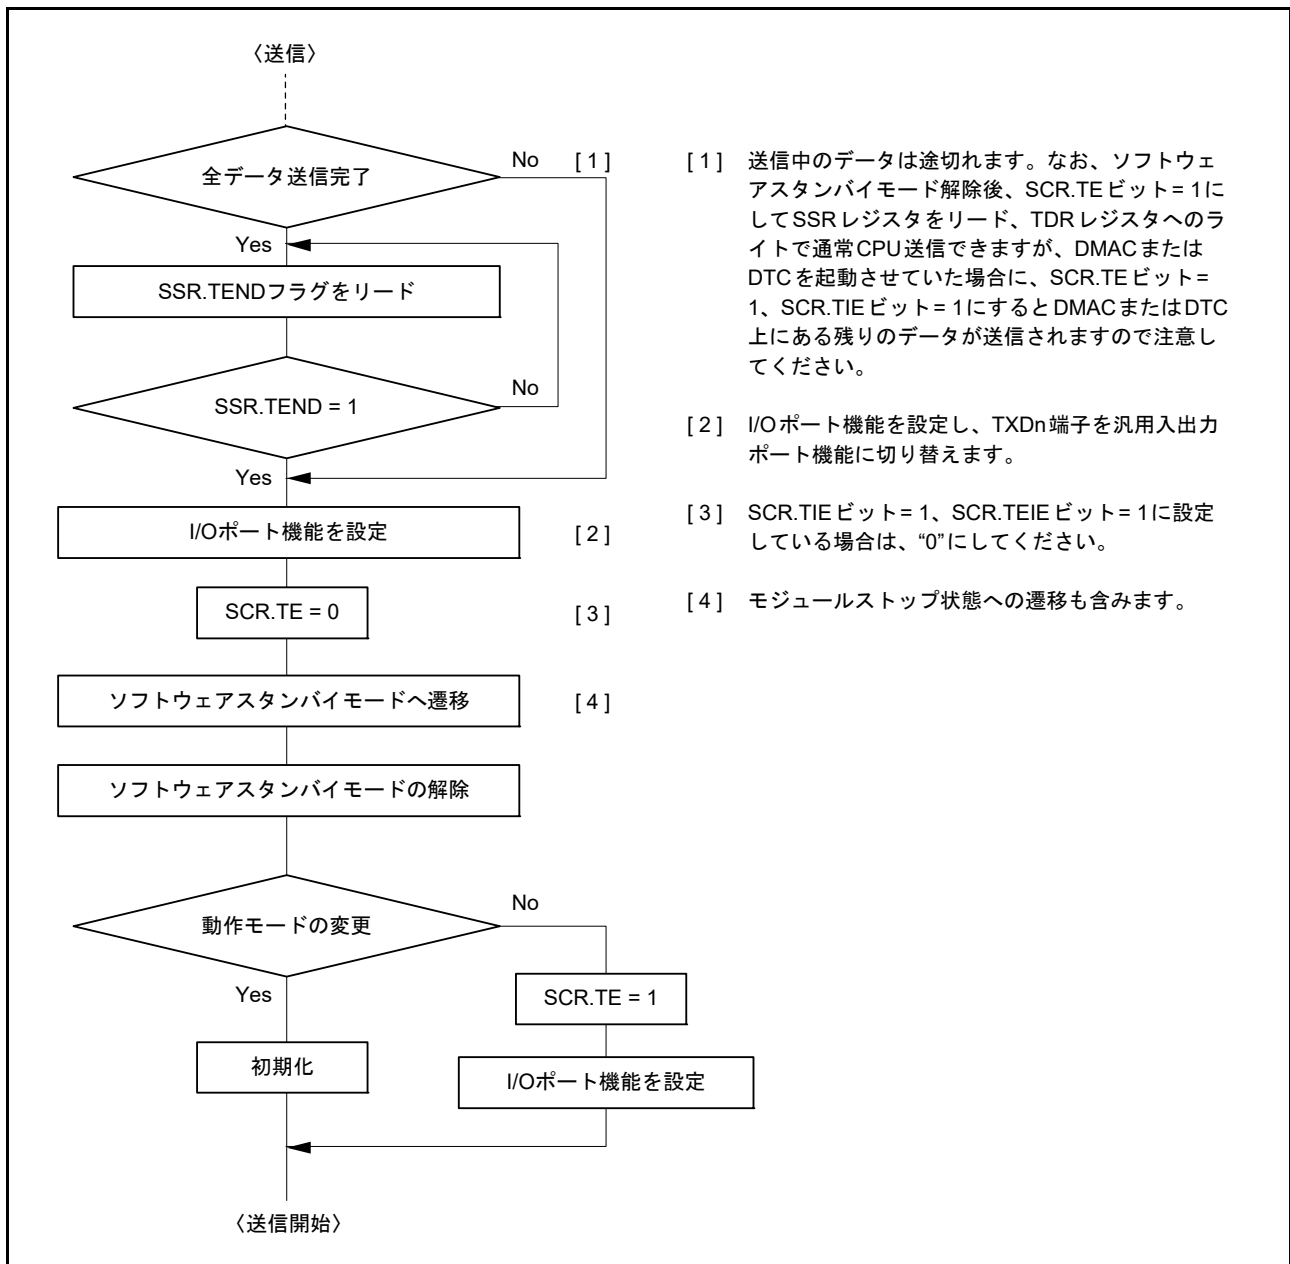 〈送信〉
全データ送信完了
No
[ 1 ]
Yes
SSR.TENDフラグをリード
SSR.TEND = 1
No
Yes
I/Oポート機能を設定
[ 2 ]
SCR.TE = 0
[ 3 ]
ソフトウェアスタンバイモードへ遷移
[ 4 ]
ソフトウェアスタンバイモードの解除
動作モードの変更
No
Yes
SCR.TE = 1
初期化
I/Oポート機能を設定
〈送信開始〉
[ 1 ] 送信中のデータは途切れます。なお、ソフトウェ
アスタンバイモード解除後、SCR.TEビット= 1に
してSSRレジスタをリード、TDRレジスタへのラ
イトで通常CPU送信できますが、DMACまたは
DTCを起動させていた場合に、SCR.TEビット=
1、SCR.TIEビット= 1にするとDMACまたはDTC
上にある残りのデータが送信されますので注意し
てください。
[ 2 ] I/Oポート機能を設定し、TXDn端子を汎用入出力
ポート機能に切り替えます。
[ 3 ] SCR.TIEビット= 1、SCR.TEIEビット= 1に設定
している場合は、“0”にしてください。
[ 4 ] モジュールストップ状態への遷移も含みます。